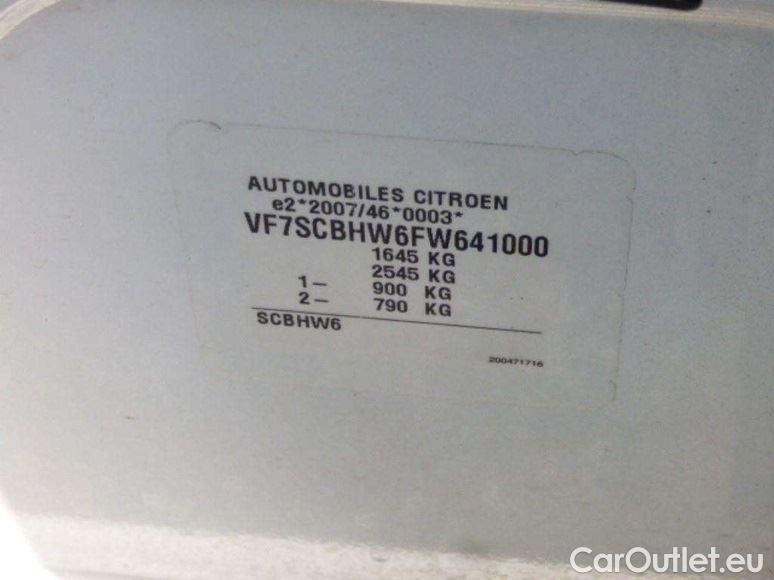 AUTOMOBILES CITROEN
e2*2007/46*0003*
VF7SCBHW6FW641000
1645 KG
2545 KG
1- 900 KG
2- 790 KG
SCBHW6
200471716
CarOutlet.eu